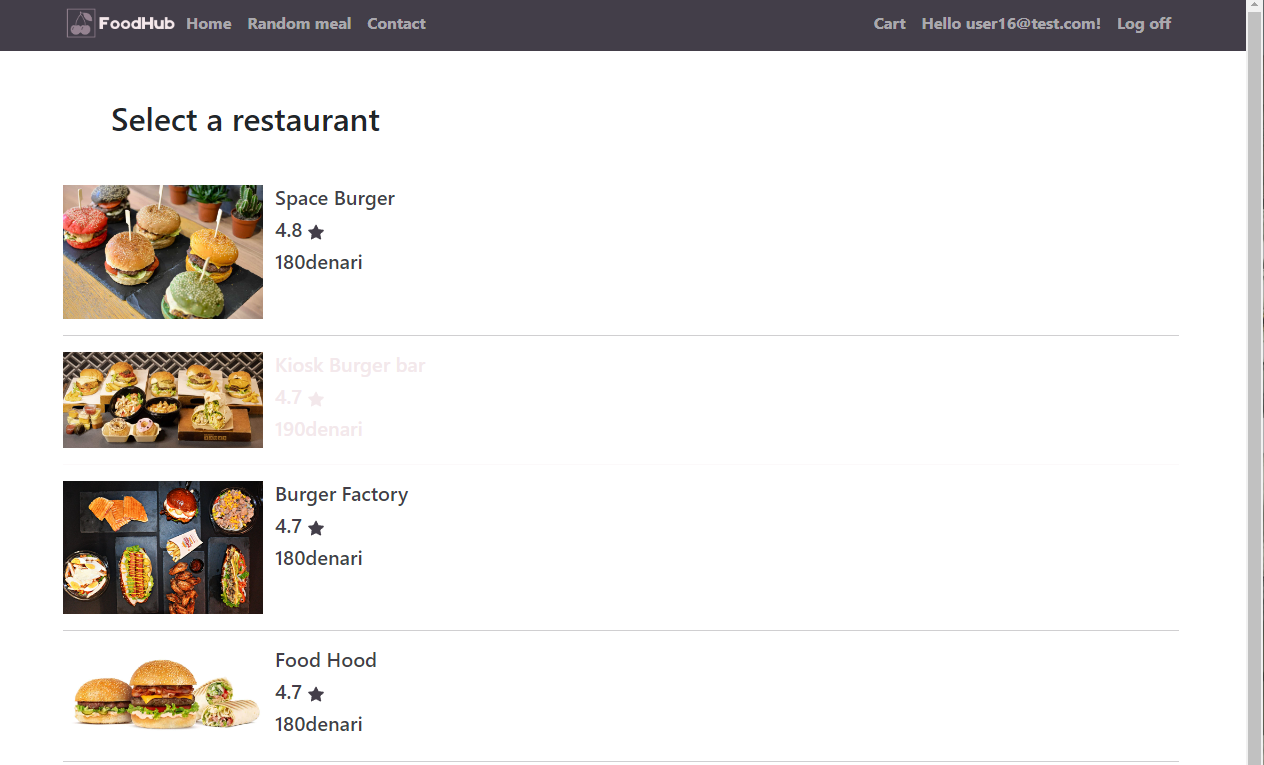 FoodHub Home Random meal Contact Cart Hello user16@test.com! Log off
Select a restaurant
Space Burger
4.8
180denari
Kiosk Burger bar
4.7
190denari
Burger Factory
4.7
180denari
Food Hood
4.7
180denari